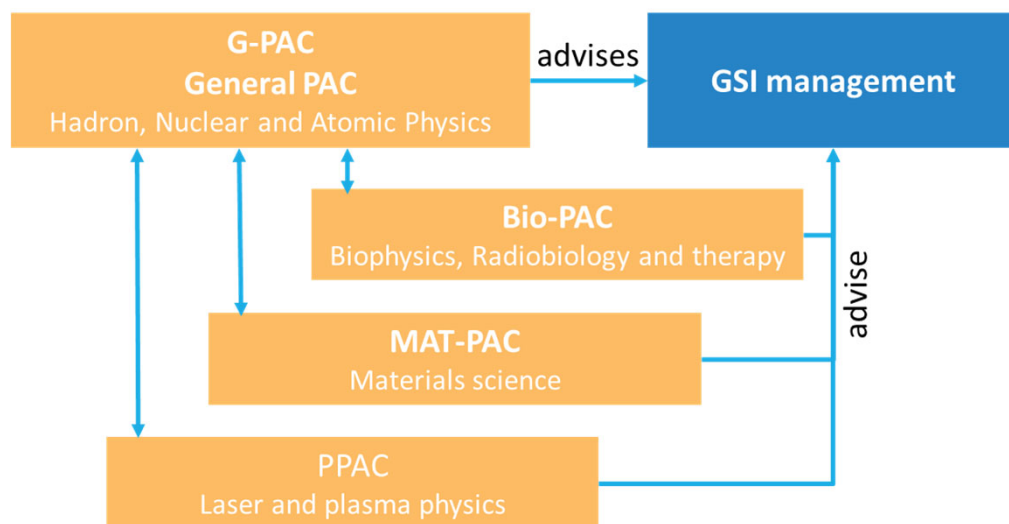 G-PAC
General PAC
Hadron, Nuclear and Atomic Physics
advises
GSI management
Bio-PAC
Biophysics, Radiobiology and therapy
advise
MAT-PAC
Materials science
PPAC
Laser and plasma physics